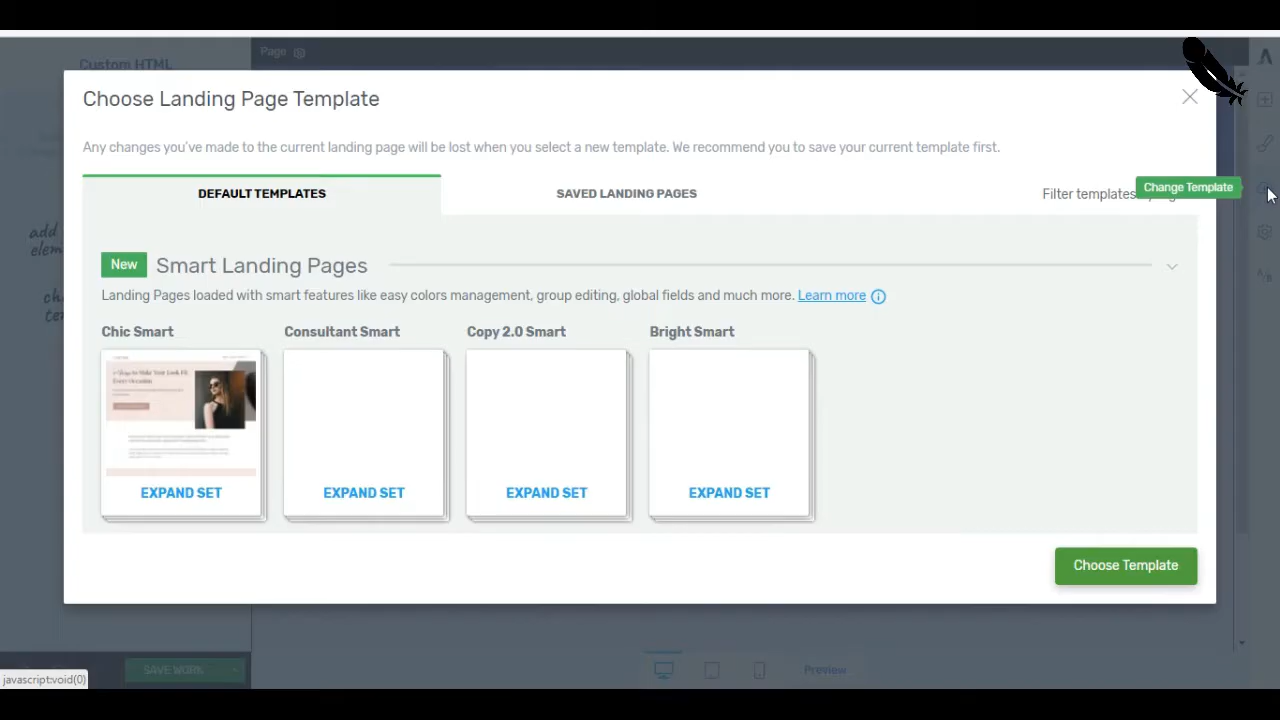 Custom HTML
Page
Choose Landing Page Template
Any changes you've made to the current landing page will be lost when you select a new template. We recommend you to save your current template first.
DEFAULT TEMPLATES
SAVED LANDING PAGES
Filter templates
Change Template
add
New
Smart Landing Pages
Landing Pages loaded with smart features like easy colors management, group editing, global fields and much more. Learn more
Chic Smart
Consultant Smart
Copy 2.0 Smart
Bright Smart
EXPAND SET
EXPAND SET
EXPAND SET
EXPAND SET
Choose Template
SAVE WORK
Preview
javascript:void(0)